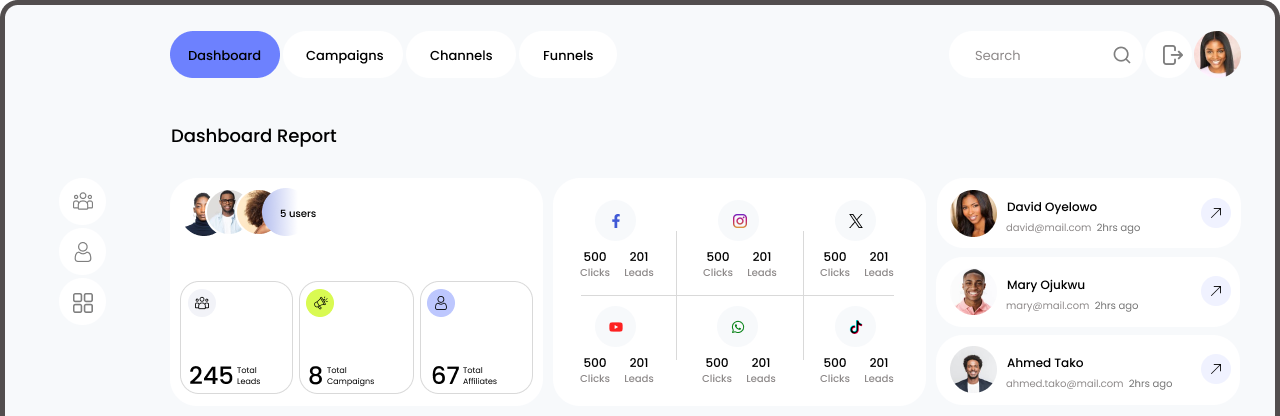 Dashboard
Campaigns
Channels
Funnels
Search
Dashboard Report
5 users
245 Total Leads
8 Total Campaigns
67 Total Affiliates
500 Clicks 201 Leads
500 Clicks 201 Leads
500 Clicks 201 Leads
500 Clicks 201 Leads
500 Clicks 201 Leads
500 Clicks 201 Leads
David Oyelowo
david@mail.com 2hrs ago
Mary Ojukwu
mary@mail.com 2hrs ago
Ahmed Tako
ahmed.tako@mail.com 2hrs ago